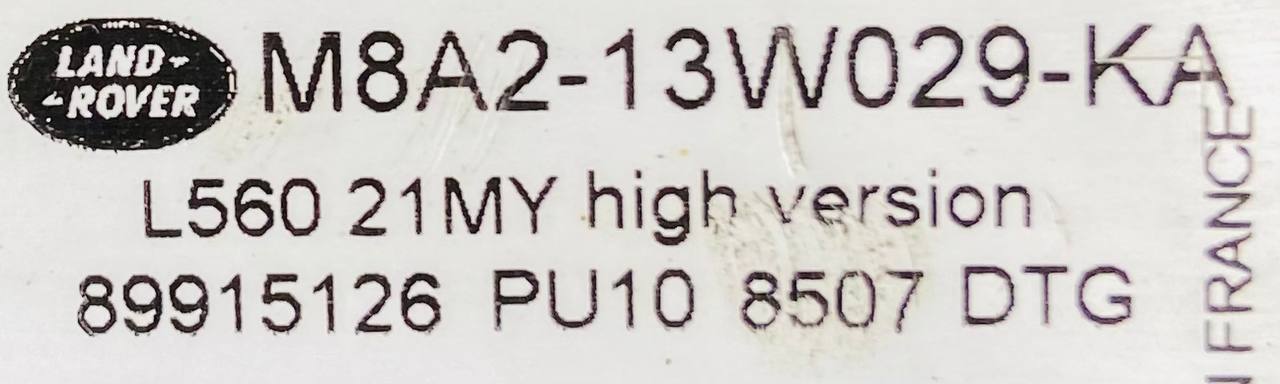 LAND-
-ROVER
M8A2-13W029-KA
L560 21MY high version
89915126 PU10 8507 DTG
FRANCE